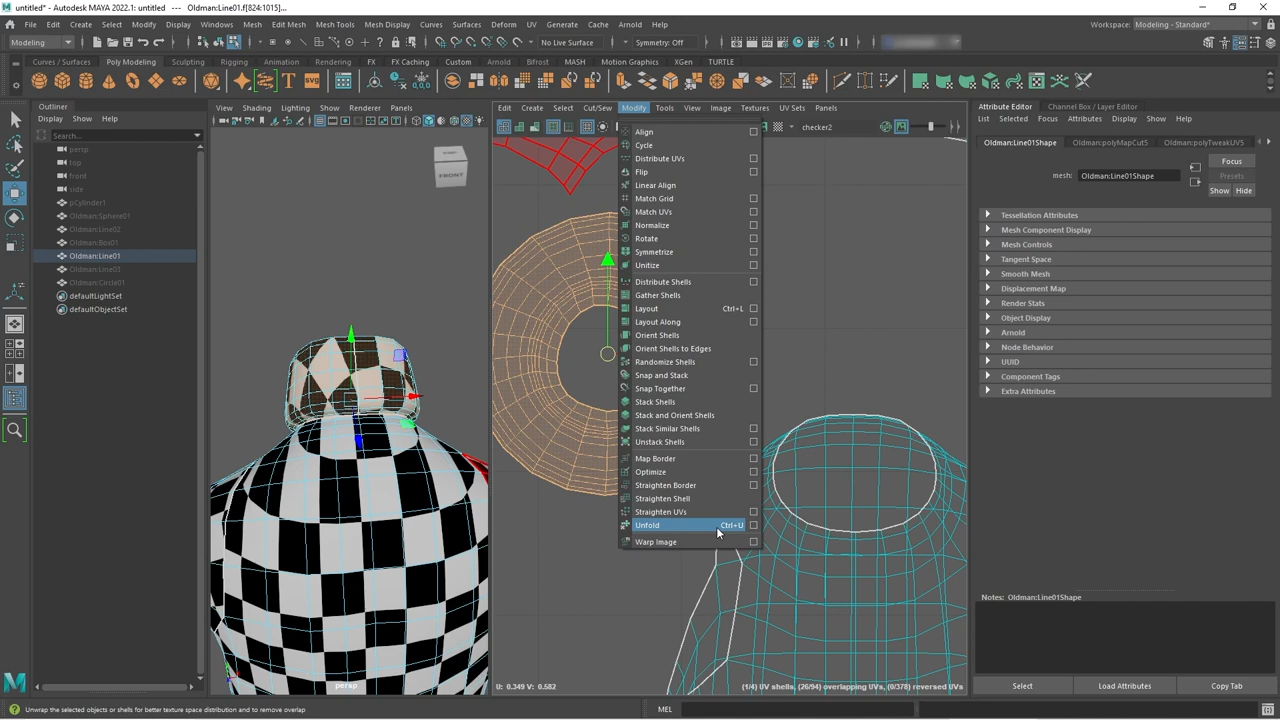 untitled* - Autodesk MAYA 2022.1: untitled --- Oldman:Line01.f[824:1015]...
File Edit Create Select Modify Display Windows Mesh Edit Mesh Mesh Tools Mesh Display Curves Surfaces Deform UV Generate Cache Arnold Help
Workspace: Modeling - Standard*
Modeling
No Live Surface
Symmetry: Off
Curves / Surfaces Poly Modeling Sculpting Rigging Animation Rendering FX FX Caching Custom Arnold Bifrost MASH Motion Graphics XGen TURTLE
T
SVG
0,0,0
Outliner
Display Show Help
Search...
persp
top
front
side
pCylinder1
Oldman:Sphere01
Oldman:Line02
Oldman:Box01
Oldman:Line01
Oldman:Line03
Oldman:Circle01
defaultLightSet
defaultObjectSet
View Shading Lighting Show Renderer Panels
FRONT
persp
Edit Create Select Cut/Sew Modify Tools View Image Textures UV Sets Panels
checker2
Align
Cycle
Distribute UVs
Flip
Linear Align
Match Grid
Match UVs
Normalize
Rotate
Symmetrize
Unitize
Distribute Shells
Gather Shells
Layout Ctrl+L
Layout Along
Orient Shells
Orient Shells to Edges
Randomize Shells
Snap and Stack
Snap Together
Stack Shells
Stack and Orient Shells
Stack Similar Shells
Unstack Shells
Map Border
Optimize
Straighten Border
Straighten Shell
Straighten UVs
Unfold Ctrl+U
Warp Image
U: 0.349 V: 0.582
(1/4) UV shells, (26/94) overlapping UVs, (0/378) reversed UVs
Attribute Editor Channel Box / Layer Editor
List Selected Focus Attributes Display Show Help
Oldman:Line01Shape Oldman:polyMapCut5 Oldman:polyTweakUV5
mesh: Oldman:Line01Shape
Focus
Presets
Show Hide
Tessellation Attributes
Mesh Component Display
Mesh Controls
Tangent Space
Smooth Mesh
Displacement Map
Render Stats
Object Display
Arnold
Node Behavior
UUID
Component Tags
Extra Attributes
Notes: Oldman:Line01Shape
Select Load Attributes Copy Tab
Unwrap the selected objects or shells for better texture space distribution and to remove overlap
MEL